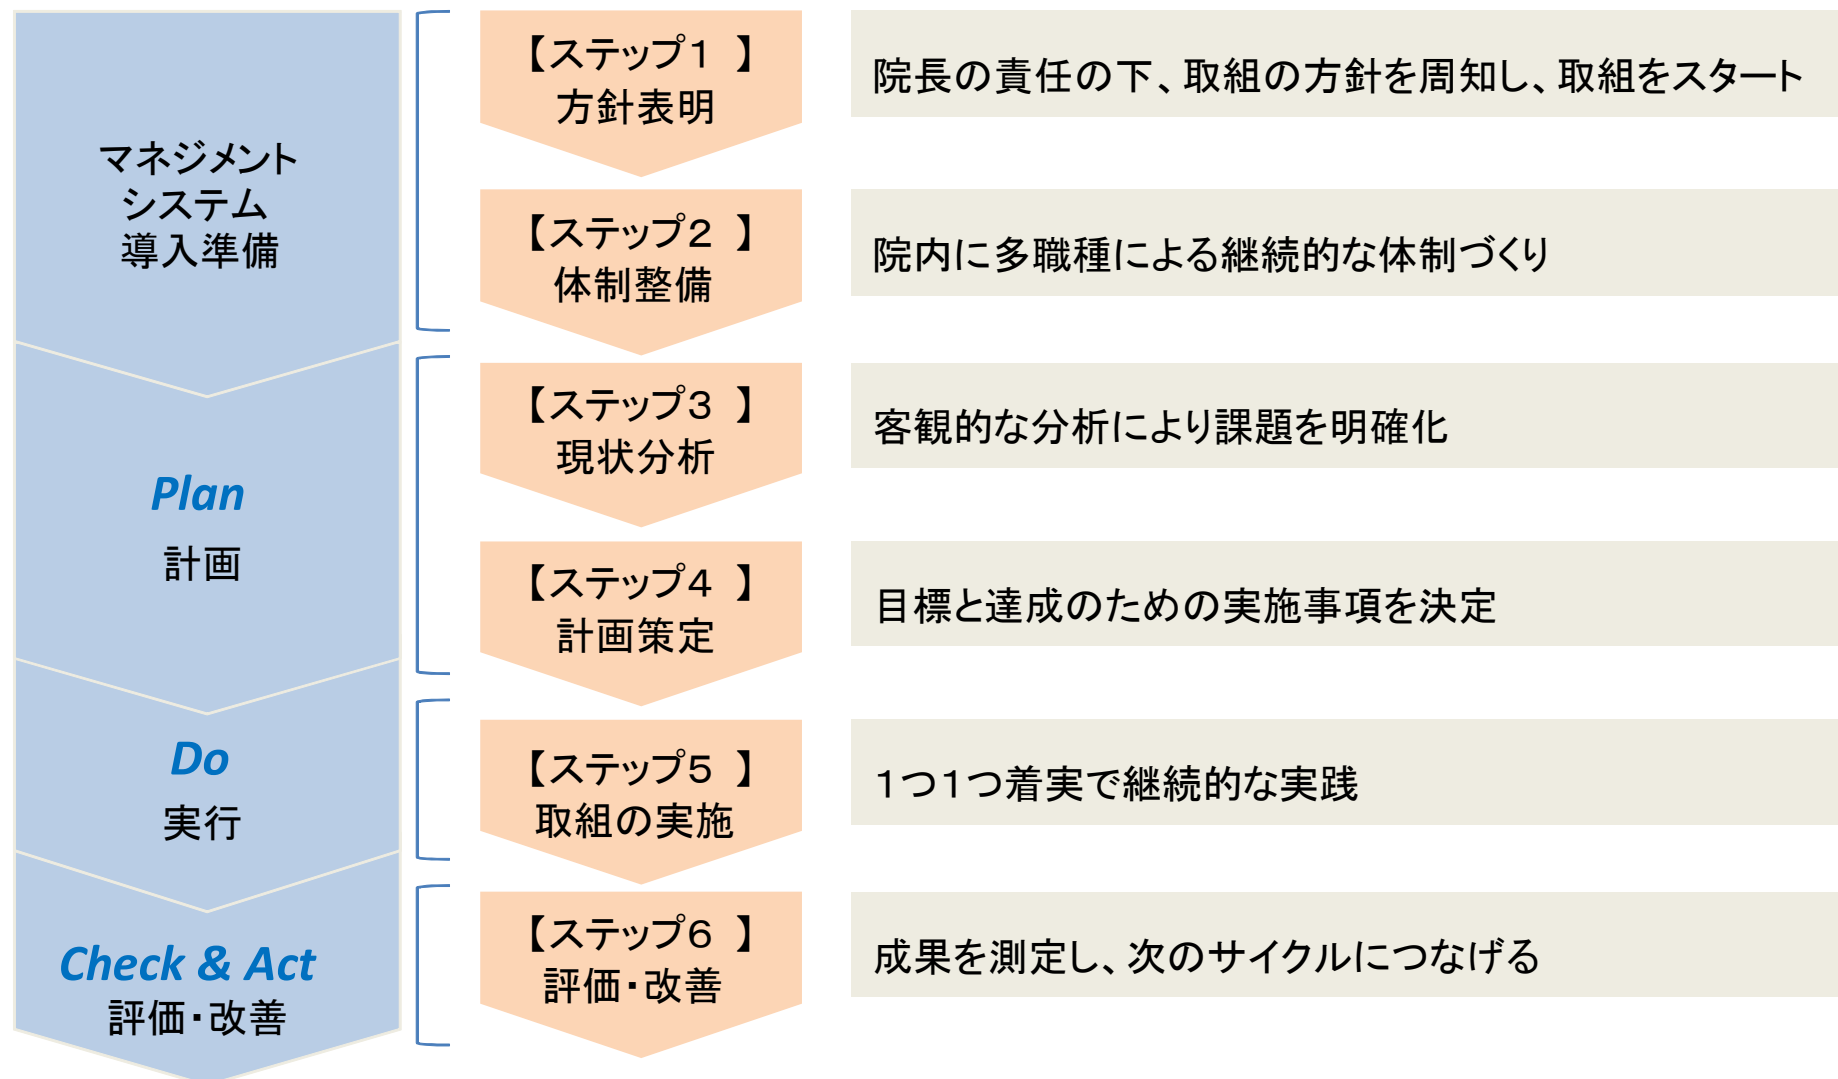 マネジメント
システム
導入準備
【ステップ１ 】
方針表明
院長の責任の下、取組の方針を周知し、取組をスタート
【ステップ２ 】
体制整備
院内に多職種による継続的な体制づくり
Plan
計画
【ステップ３ 】
現状分析
客観的な分析により課題を明確化
【ステップ４ 】
計画策定
目標と達成のための実施事項を決定
Do
実行
【ステップ５ 】
取組の実施
１つ１つ着実で継続的な実践
Check & Act
評価・改善
【ステップ６ 】
評価・改善
成果を測定し、次のサイクルにつなげる